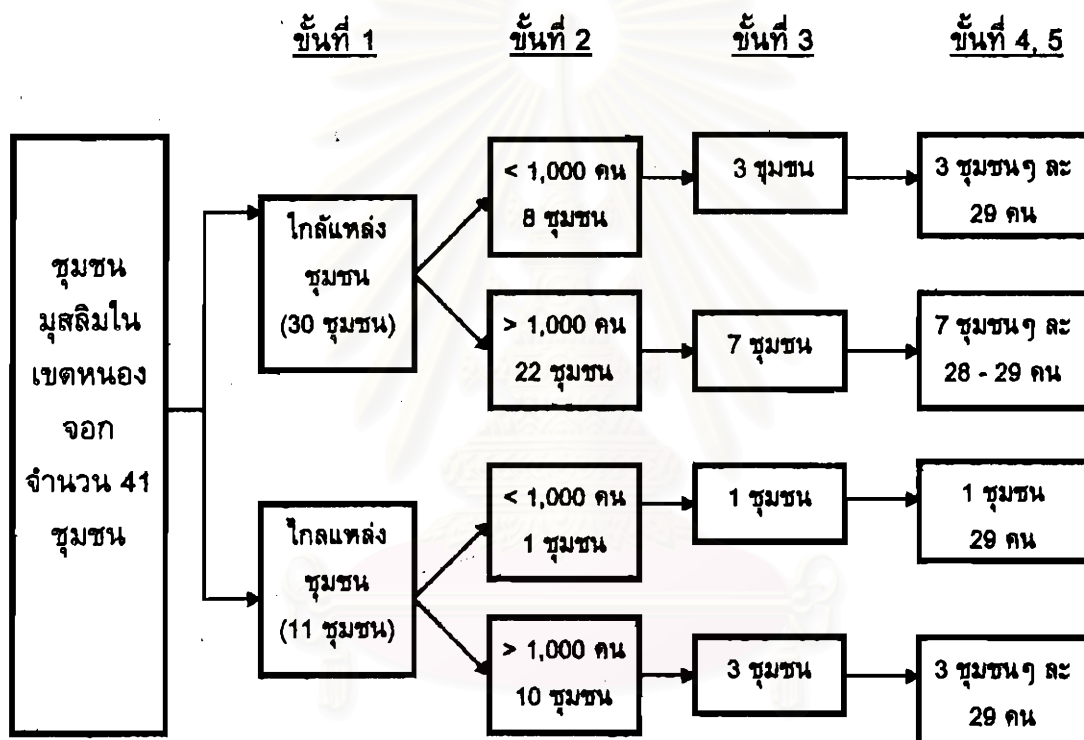 ขั้นที่ 1
ขั้นที่ 2
ขั้นที่ 3
ขั้นที่ 4, 5
ชุมชน
มุสลิมใน
เขตหนอง
จอก
จำนวน 41
ชุมชน
ใกล้แหล่ง
ชุมชน
(30 ชุมชน)
< 1,000 คน
8 ชุมชน
3 ชุมชน
3 ชุมชนๆ ละ
29 คน
> 1,000 คน
22 ชุมชน
7 ชุมชน
7 ชุมชนๆ ละ
28 - 29 คน
ไกลแหล่ง
ชุมชน
(11 ชุมชน)
< 1,000 คน
1 ชุมชน
1 ชุมชน
1 ชุมชน
29 คน
> 1,000 คน
10 ชุมชน
3 ชุมชน
3 ชุมชนๆ ละ
29 คน